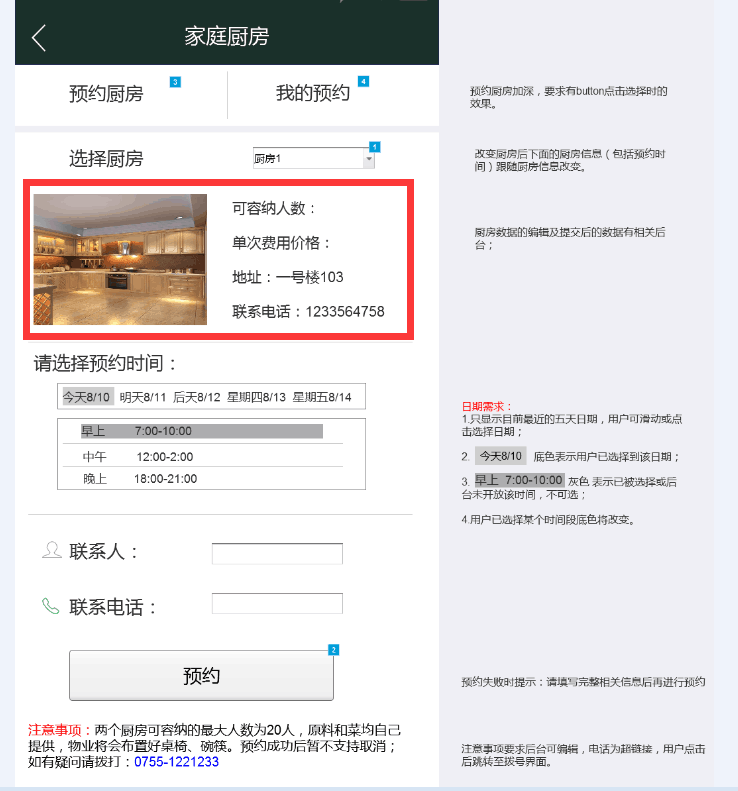 家庭厨房
预约厨房
3
我的预约
4
选择厨房
厨房1
1
可容纳人数：
单次费用价格：
地址：一号楼103
联系电话：1233564758
请选择预约时间：
今天8/10 明天8/11 后天8/12 星期四8/13 星期五8/14
早上 7:00-10:00
中午 12:00-2:00
晚上 18:00-21:00
联系人：
联系电话：
预约
2
注意事项：两个厨房可容纳的最大人数为20人，原料和菜均自己
提供，物业将会布置好桌椅、碗筷。预约成功后暂不支持取消；
如有疑问请拨打：0755-1221233
预约厨房加深，要求有button点击选择时的
效果。
改变厨房后下面的厨房信息（包括预约时
间）跟随厨房信息改变。
厨房数据的编辑及提交后的数据有相关后
台；
日期需求：
1.只显示目前最近的五天日期，用户可滑动或点
击选择日期；
2. 今天8/10 底色表示用户已选择到该日期；
3. 早上 7:00-10:00 灰色 表示已被选择或后
台未开放该时间，不可选；
4.用户已选择某个时间段底色将改变。
预约失败时提示：请填写完整相关信息后再进行预约
注意事项要求后台可编辑，电话为超链接，用户点击
后跳转至拨号界面。